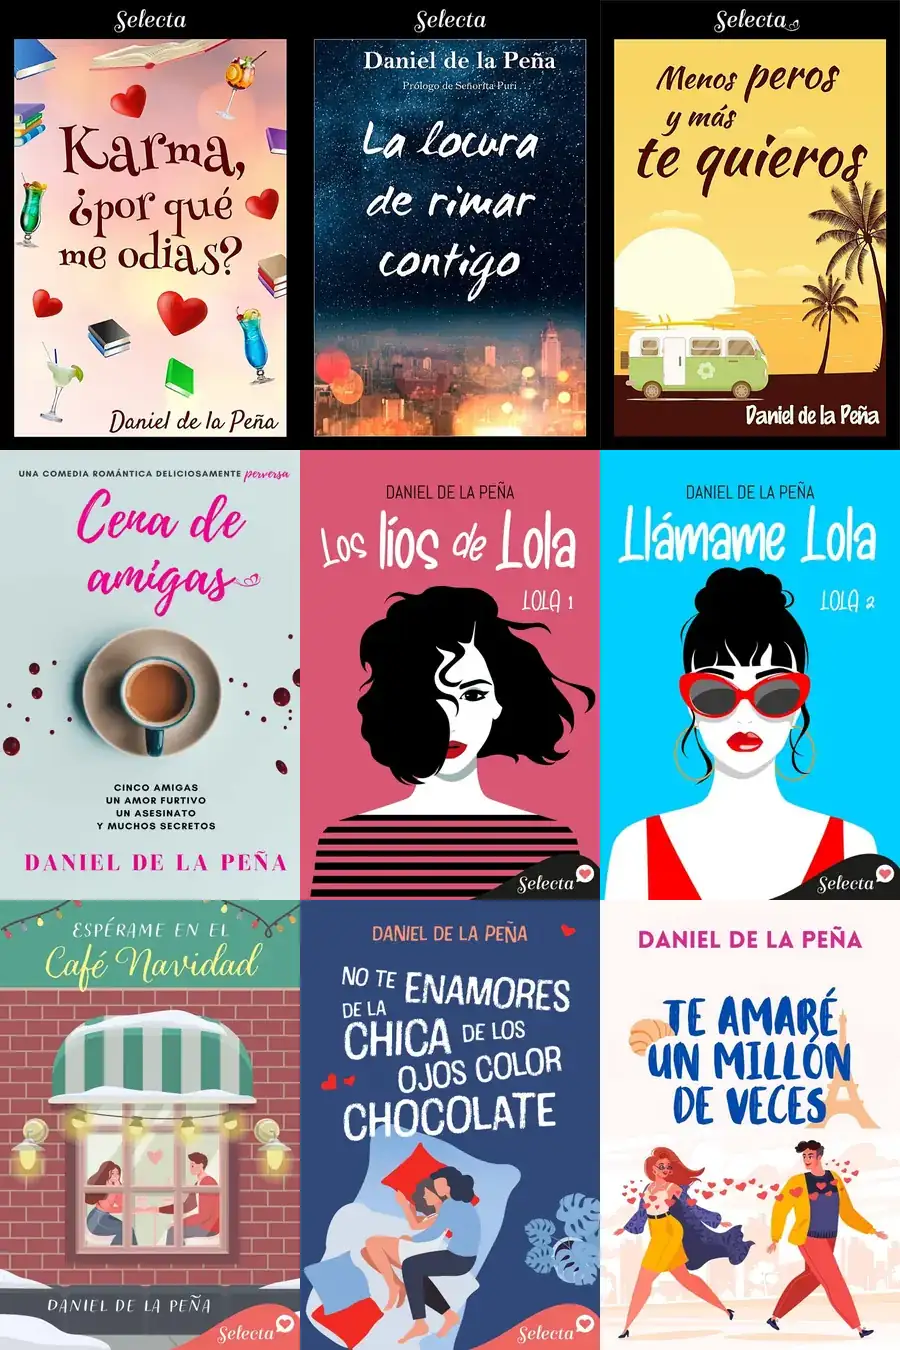 Selecta
Karma,
¿por qué
me odias?
Daniel de la Peña
Selecta
Daniel de la Peña
Prólogo de Señorita Puri
La locura
de rimar
contigo
Selecta
Menos peros
y más
te quieros
Daniel de la Peña
UNA COMEDIA ROMÁNTICA DELICIOSAMENTE perversa
Cena de
amigas
CINCO AMIGAS
UN AMOR FURTIVO
UN ASESINATO
Y MUCHOS SECRETOS
DANIEL DE LA PEÑA
DANIEL DE LA PEÑA
Los líos de Lola
LOLA 1
Selecta
DANIEL DE LA PEÑA
Llámame Lola
LOLA 2
Selecta
ESPÉRAME EN EL
Café Navidad
DANIEL DE LA PEÑA
Selecta
DANIEL DE LA PEÑA
NO TE ENAMORES
DE LA
CHICA DE LOS
OJOS COLOR
CHOCOLATE
Selecta
DANIEL DE LA PEÑA
TE AMARÉ
UN MILLÓN
DE VECES
Selecta